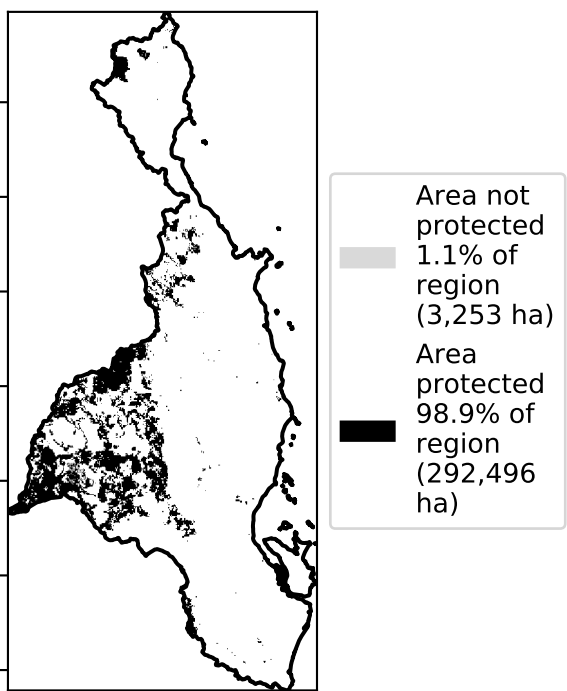 Area not
protected
1.1% of
region
(3,253 ha)
Area
protected
98.9% of
region
(292,496
ha)